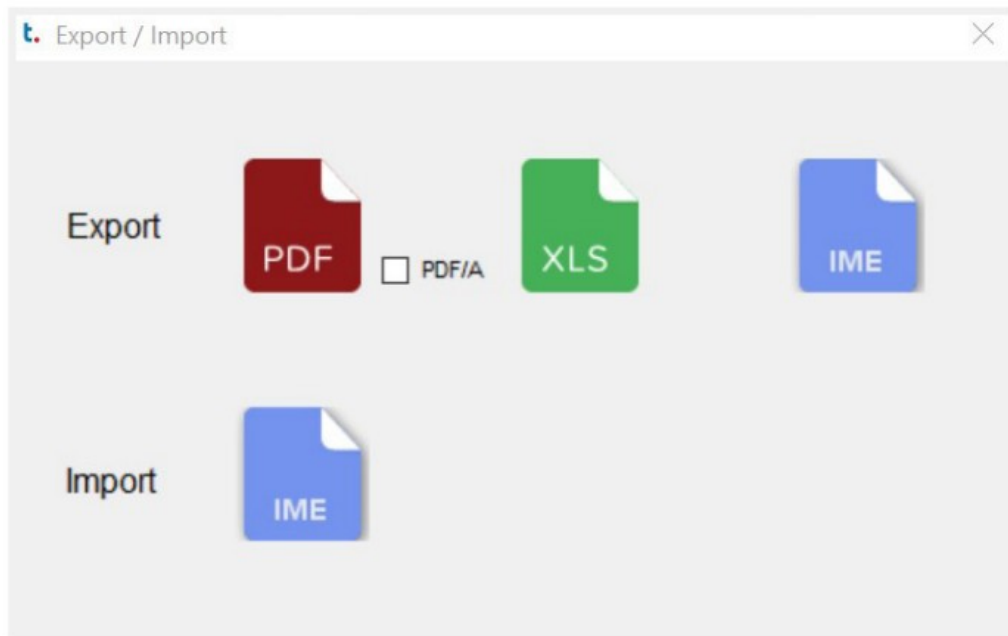 t. Export / Import
Export
PDF
PDF/A
XLS
IME
Import
IME